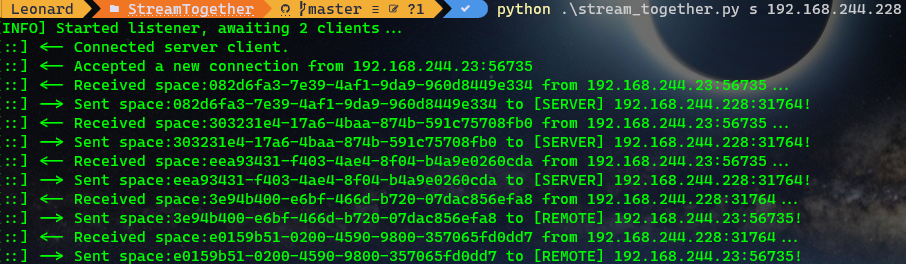 Leonard StreamTogether master ≡ ?1 ✓ python .\stream_together.py s 192.168.244.228
[INFO] Started listener, awaiting 2 clients...
[::] <-- Connected server client.
[::] <-- Accepted a new connection from 192.168.244.23:56735
[::] <-- Received space:082d6fa3-7e39-4af1-9da9-960d8449e334 from 192.168.244.23:56735...
[::] --> Sent space:082d6fa3-7e39-4af1-9da9-960d8449e334 to [SERVER] 192.168.244.228:31764!
[::] <-- Received space:303231e4-17a6-4baa-874b-591c75708fb0 from 192.168.244.23:56735...
[::] --> Sent space:303231e4-17a6-4baa-874b-591c75708fb0 to [SERVER] 192.168.244.228:31764!
[::] <-- Received space:eea93431-f403-4ae4-8f04-b4a9e0260cda from 192.168.244.23:56735...
[::] --> Sent space:eea93431-f403-4ae4-8f04-b4a9e0260cda to [SERVER] 192.168.244.228:31764!
[::] <-- Received space:3e94b400-e6bf-466d-b720-07dac856efa8 from 192.168.244.228:31764...
[::] --> Sent space:3e94b400-e6bf-466d-b720-07dac856efa8 to [REMOTE] 192.168.244.23:56735!
[::] <-- Received space:e0159b51-0200-4590-9800-357065fd0dd7 from 192.168.244.228:31764...
[::] --> Sent space:e0159b51-0200-4590-9800-357065fd0dd7 to [REMOTE] 192.168.244.23:56735!